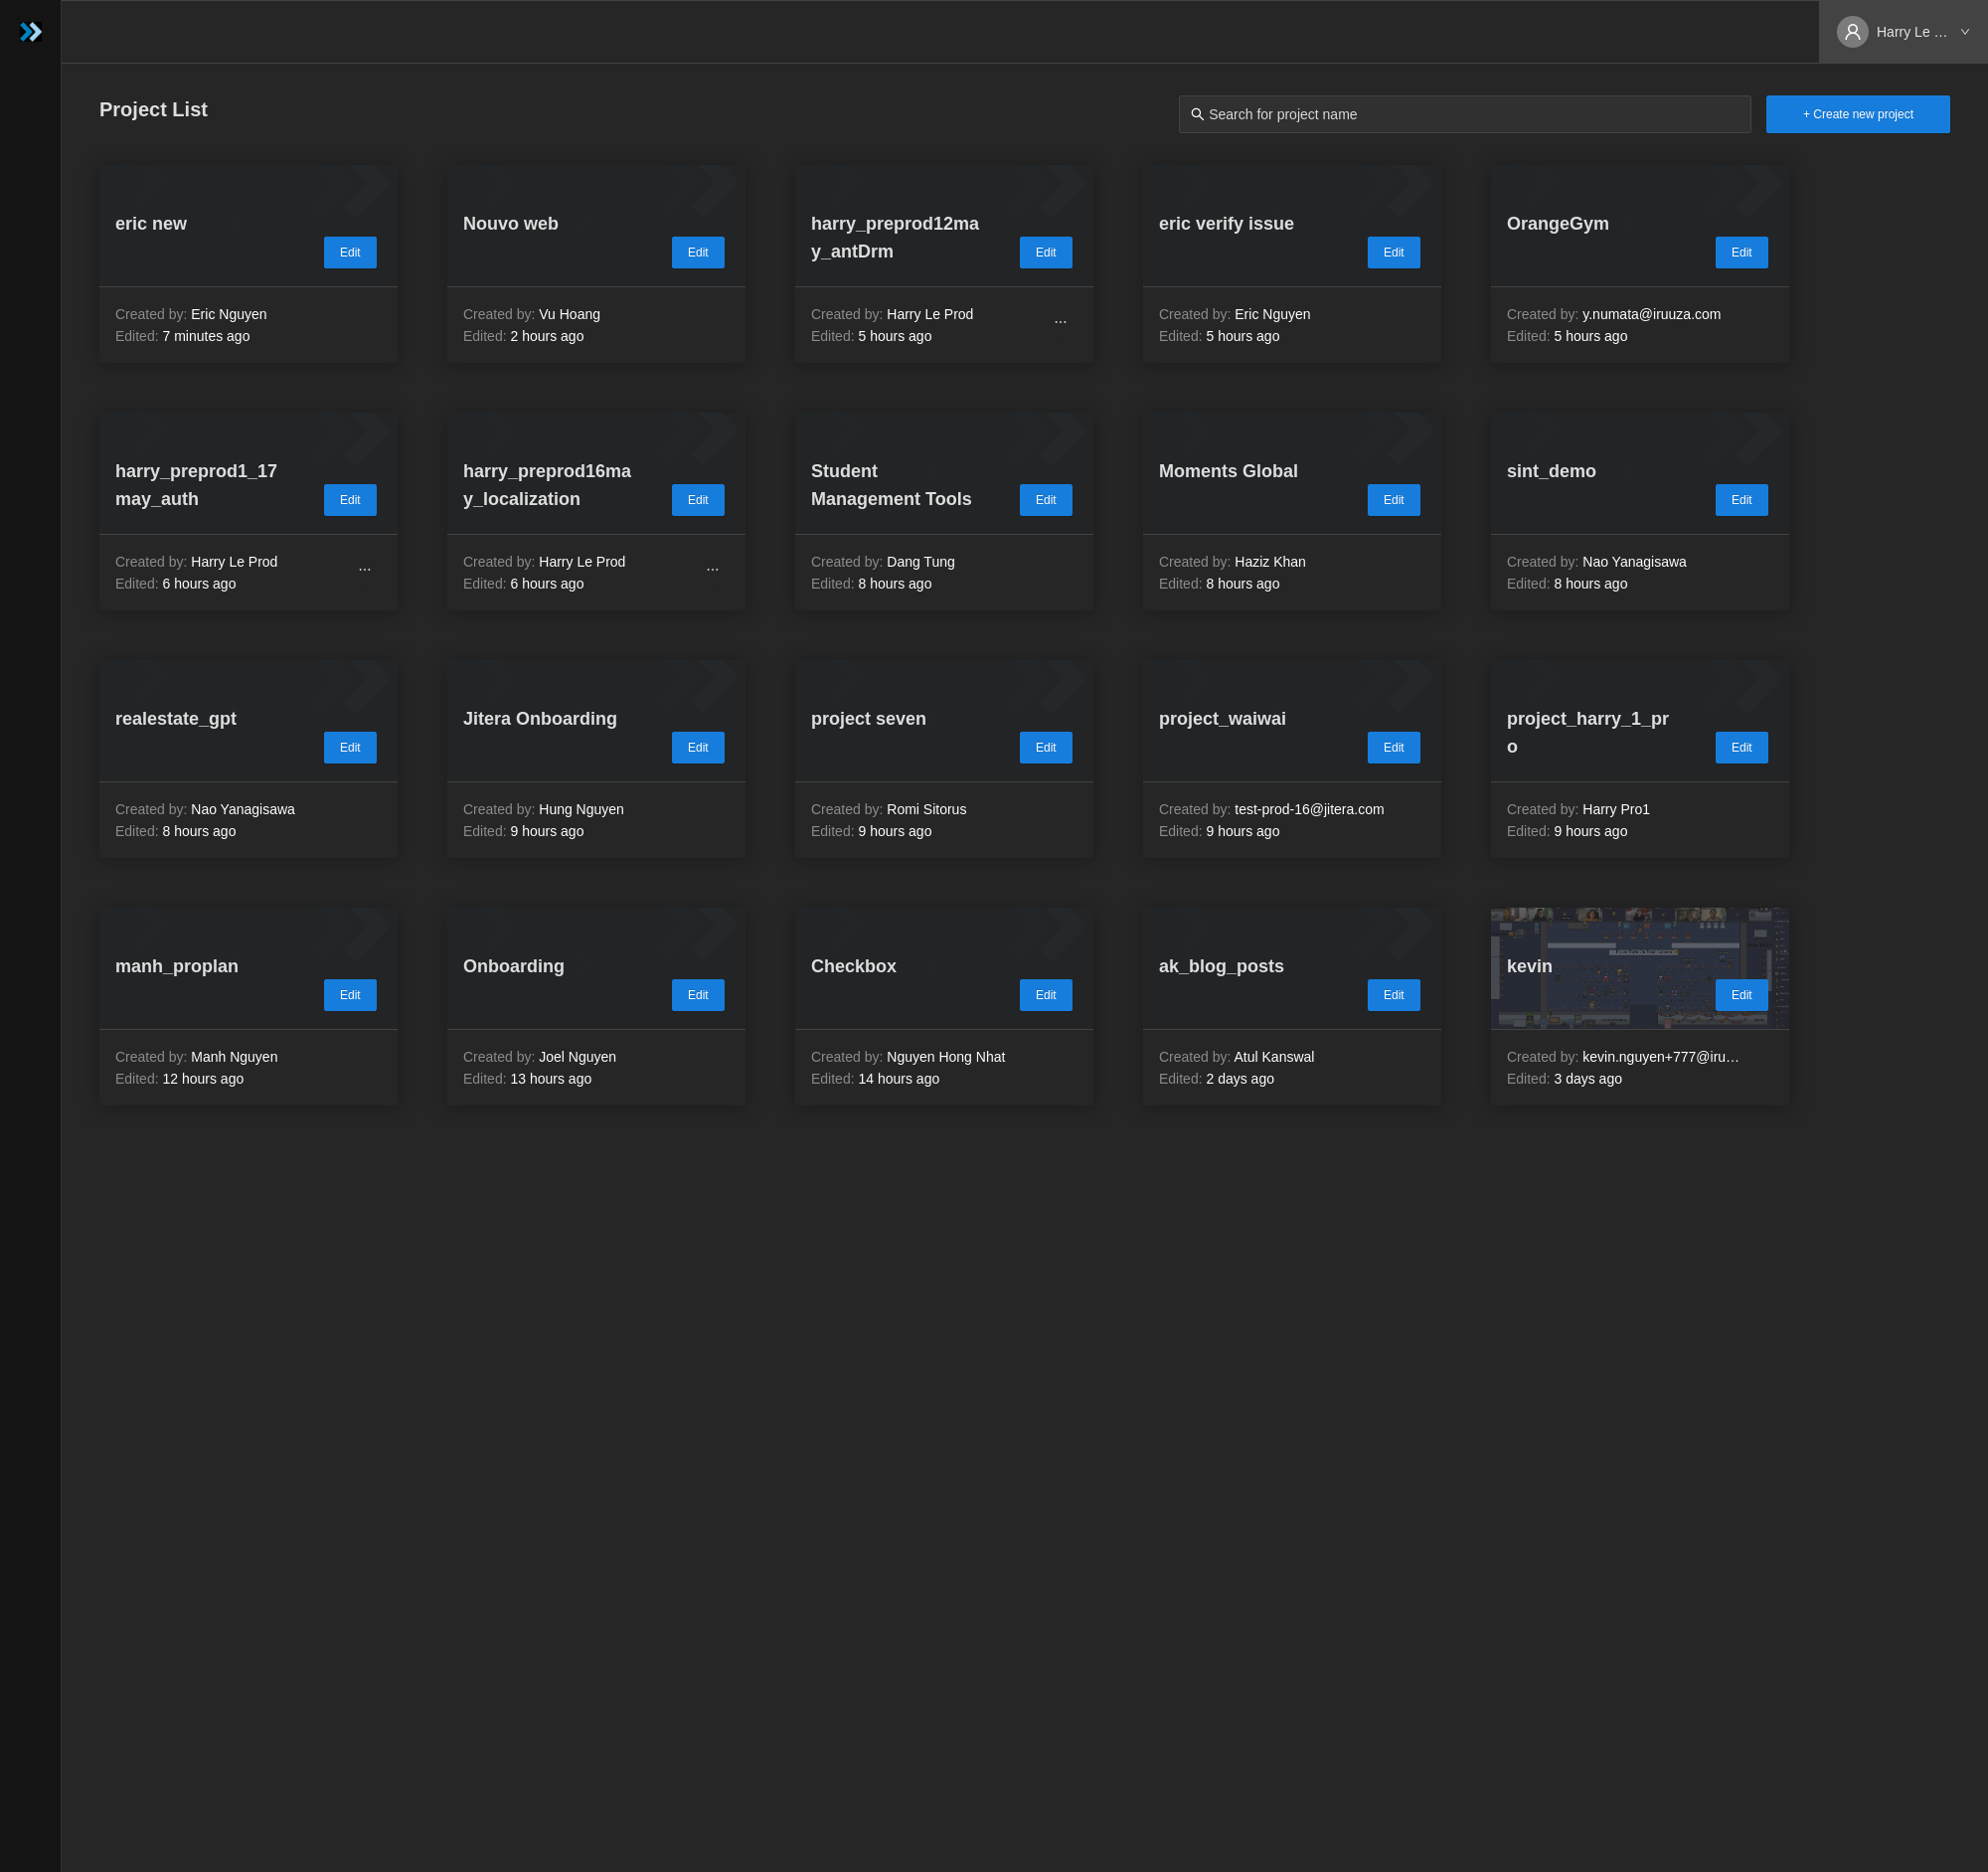 Harry Le …
Project List
Search for project name
+ Create new project
eric new
Edit
Created by: Eric Nguyen
Edited: 7 minutes ago
Nouvo web
Edit
Created by: Vu Hoang
Edited: 2 hours ago
harry_preprod12ma
y_antDrm
Edit
Created by: Harry Le Prod
Edited: 5 hours ago
...
eric verify issue
Edit
Created by: Eric Nguyen
Edited: 5 hours ago
OrangeGym
Edit
Created by: y.numata@iruuza.com
Edited: 5 hours ago
harry_preprod1_17
may_auth
Edit
Created by: Harry Le Prod
Edited: 6 hours ago
...
harry_preprod16ma
y_localization
Edit
Created by: Harry Le Prod
Edited: 6 hours ago
...
Student
Management Tools
Edit
Created by: Dang Tung
Edited: 8 hours ago
Moments Global
Edit
Created by: Haziz Khan
Edited: 8 hours ago
sint_demo
Edit
Created by: Nao Yanagisawa
Edited: 8 hours ago
realestate_gpt
Edit
Created by: Nao Yanagisawa
Edited: 8 hours ago
Jitera Onboarding
Edit
Created by: Hung Nguyen
Edited: 9 hours ago
project seven
Edit
Created by: Romi Sitorus
Edited: 9 hours ago
project_waiwai
Edit
Created by: test-prod-16@jitera.com
Edited: 9 hours ago
project_harry_1_pr
o
Edit
Created by: Harry Pro1
Edited: 9 hours ago
manh_proplan
Edit
Created by: Manh Nguyen
Edited: 12 hours ago
Onboarding
Edit
Created by: Joel Nguyen
Edited: 13 hours ago
Checkbox
Edit
Created by: Nguyen Hong Nhat
Edited: 14 hours ago
ak_blog_posts
Edit
Created by: Atul Kanswal
Edited: 2 days ago
kevin
Edit
Created by: kevin.nguyen+777@iru…
Edited: 3 days ago